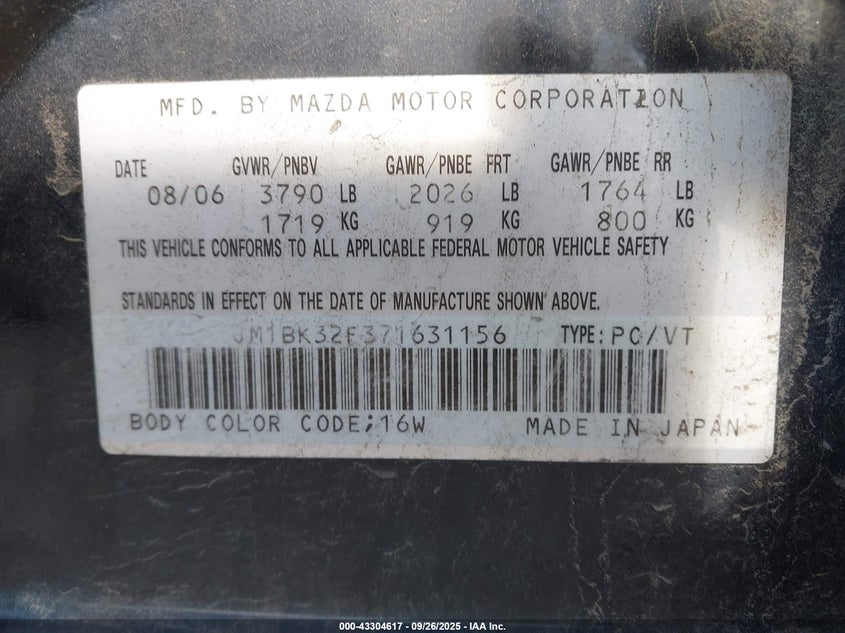 MFD. BY MAZDA MOTOR CORPORATION
DATE GVWR/PNBV GAWR/PNBE FRT GAWR/PNBE RR
08/06 3790 LB 2026 LB 1764 LB
1719 KG 919 KG 800 KG
THIS VEHICLE CONFORMS TO ALL APPLICABLE FEDERAL MOTOR VEHICLE SAFETY
STANDARDS IN EFFECT ON THE DATE OF MANUFACTURE SHOWN ABOVE.
JM1BK32F371631156 TYPE: PC/VT
BODY COLOR CODE;16W MADE IN JAPAN
000-43304617 - 09/26/2025 - IAA Inc.